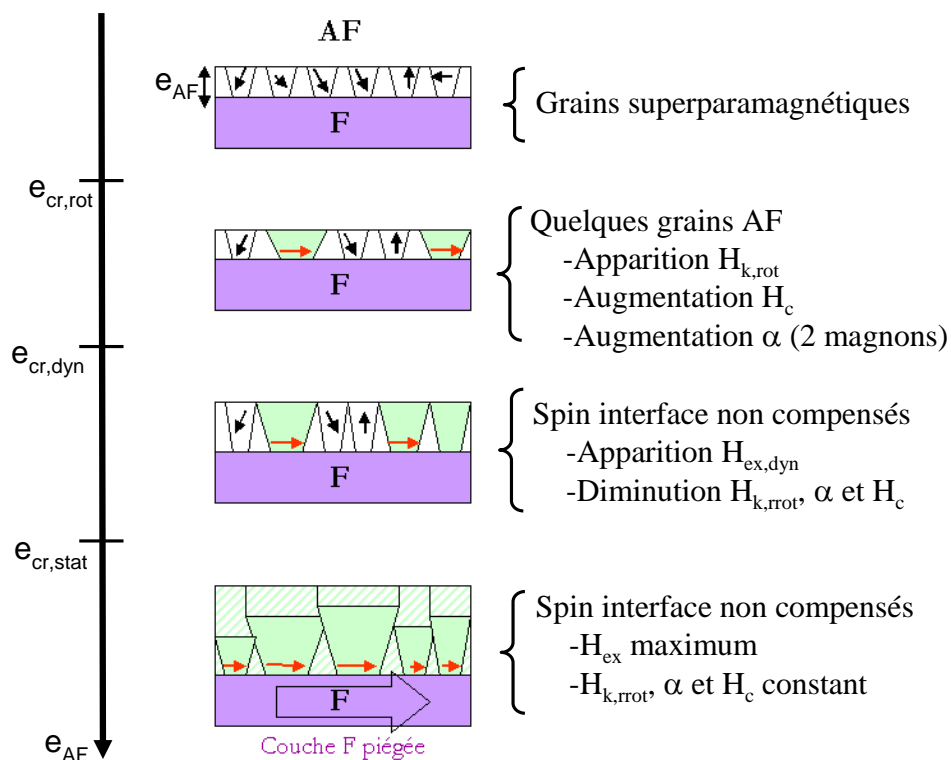 AF
e_AF
F
Grains superparamagnétiques
e_cr,rot
Quelques grains AF
-Apparition H_k,rot
-Augmentation H_c
-Augmentation α (2 magnons)
F
e_cr,dyn
Spin interface non compensés
-Apparition H_ex,dyn
-Diminution H_k,rrot, α et H_c
F
e_cr,stat
Spin interface non compensés
-H_ex maximum
-H_k,rrot, α et H_c constant
F
Couche F piégée
e_AF